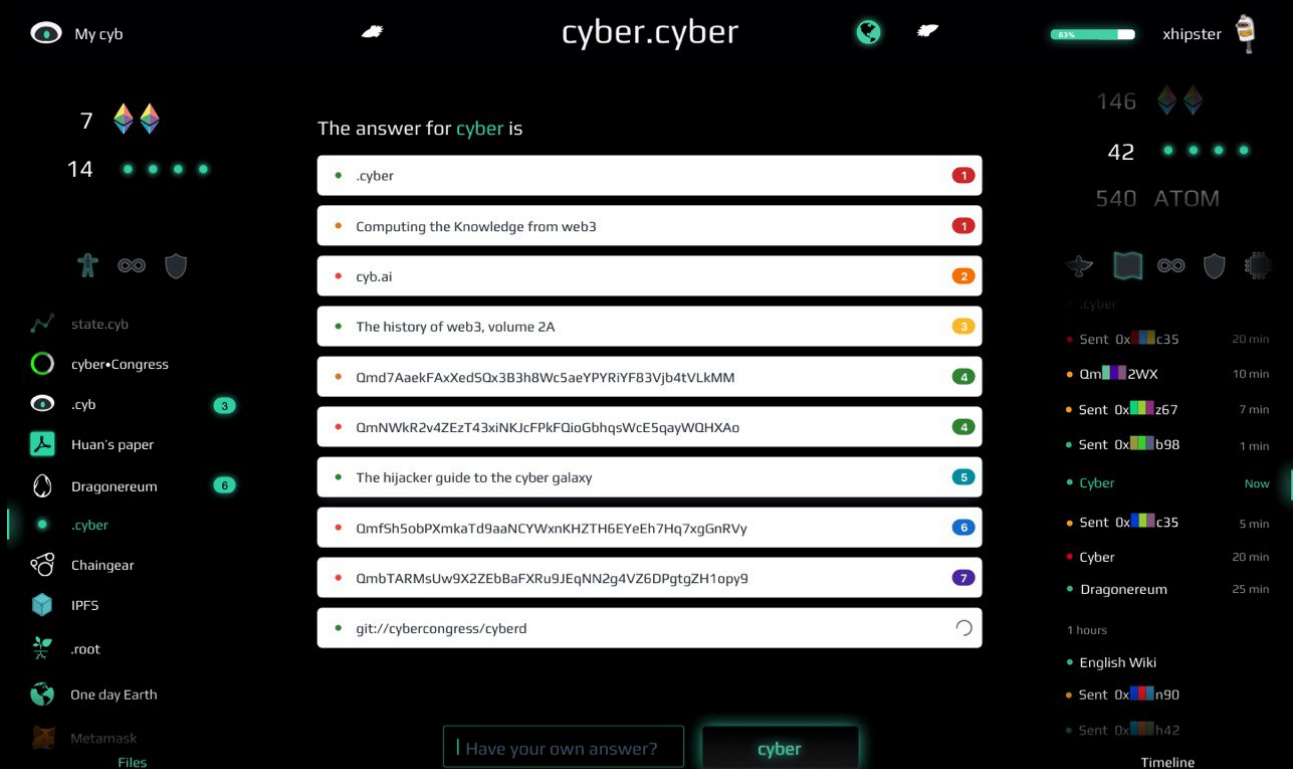 My cyb
cyber.cyber
83%
xhipster
7
14
state.cyb
cyber•Congress
.cyb 3
Huan's paper
Dragonereum 6
.cyber
Chaingear
IPFS
.root
One day Earth
Metamask
Files
The answer for cyber is
.cyber 1
Computing the Knowledge from web3 1
cyb.ai 2
The history of web3, volume 2A 3
Qmd7AaekFAxXedSQx3B3h8Wc5aeYPYRiYF83Vjb4tVLkMM 4
QmNWkR2v4ZEzT43xiNKJcFPkFQioGbhqsWcE5qayWQHXAo 4
The hijacker guide to the cyber galaxy 5
QmfSh5obPXmkaTd9aaNCYWxnKHZTH6EYeEh7Hq7xgGnRVy 6
QmbTARMsUw9X2ZEbBaFXRu9JEqNN2g4VZ6DPgtgZH1opy9 7
git://cybercongress/cyberd
Have your own answer?
cyber
146
42
540 ATOM
.cyber
Sent 0x c35 20 min
Qm 2WX 10 min
Sent 0x z67 7 min
Sent 0x b98 1 min
Cyber Now
Sent 0x c35 5 min
Cyber 20 min
Dragonereum 25 min
1 hours
English Wiki
Sent 0x n90
Sent 0x h42
Timeline